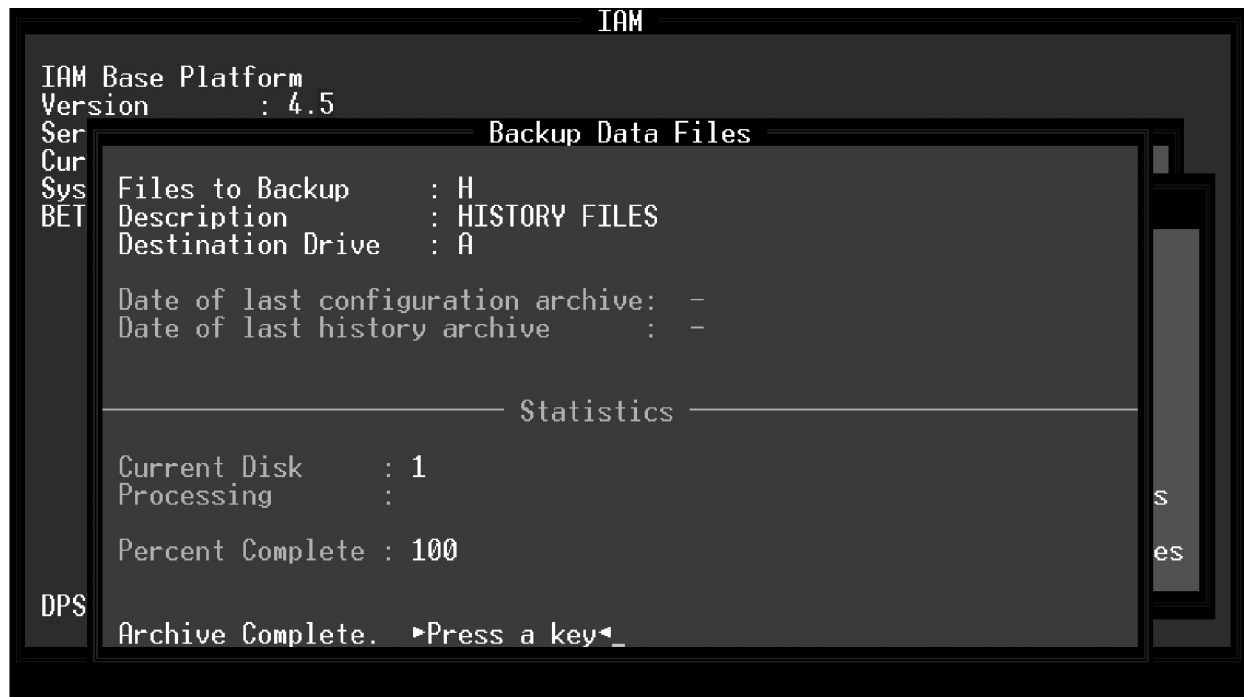 IAM
IAM Base Platform
Version : 4.5
Ser
Cur
Sys
BET
Backup Data Files
Files to Backup : H
Description : HISTORY FILES
Destination Drive : A
Date of last configuration archive: -
Date of last history archive : -
Statistics
Current Disk : 1
Processing :
s
Percent Complete : 100
es
DPS
Archive Complete. ►Press a key◄_